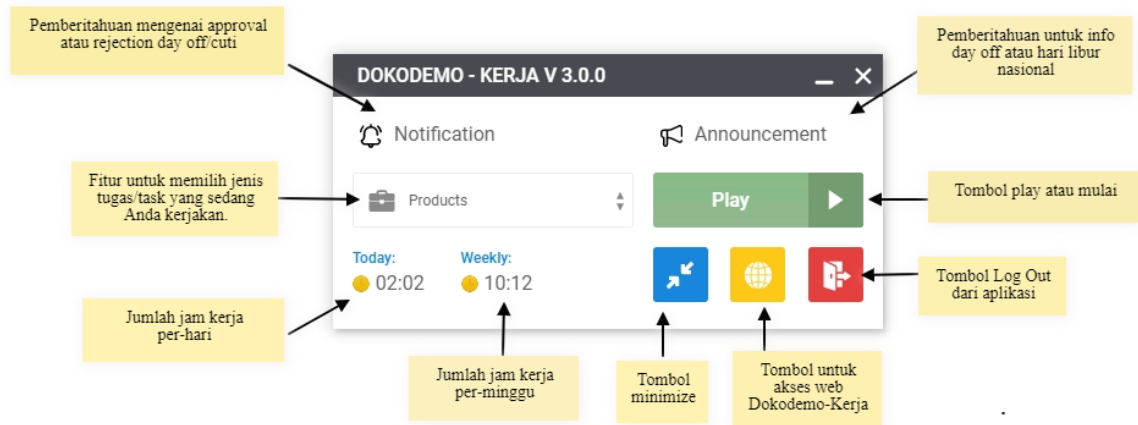 Pemberitahuan mengenai approval
atau rejection day off/cuti
Pemberitahuan untuk info
day off atau hari libur
nasional
DOKODEMO - KERJA V 3.0.0
Notification
Announcement
Fitur untuk memilih jenis
tugas/task yang sedang
Anda kerjakan.
Products
Play
Tombol play atau mulai
Today:
Weekly:
02:02
10:12
Tombol Log Out
dari aplikasi
Jumlah jam kerja
per-hari
Jumlah jam kerja
per-minggu
Tombol
minimize
Tombol untuk
akses web
Dokodemo-Kerja
.